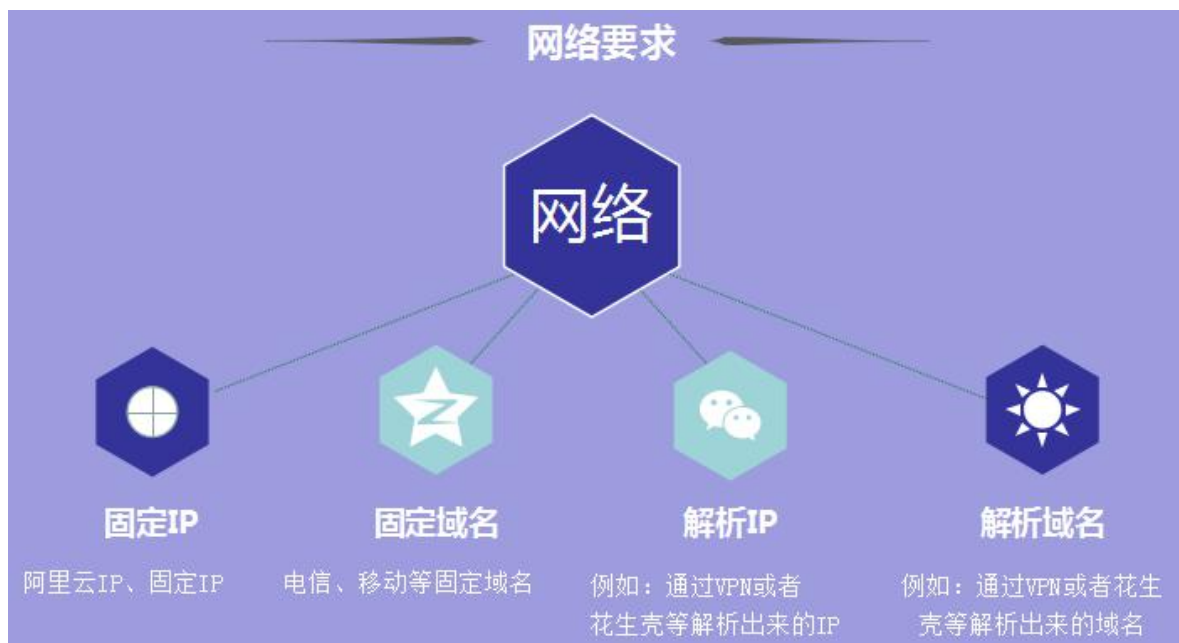 网络要求
网络
固定IP
固定域名
解析IP
解析域名
阿里云IP、固定IP
电信、移动等固定域名
例如：通过VPN或者
花生壳等解析出来的IP
例如：通过VPN或者花生
壳等解析出来的域名